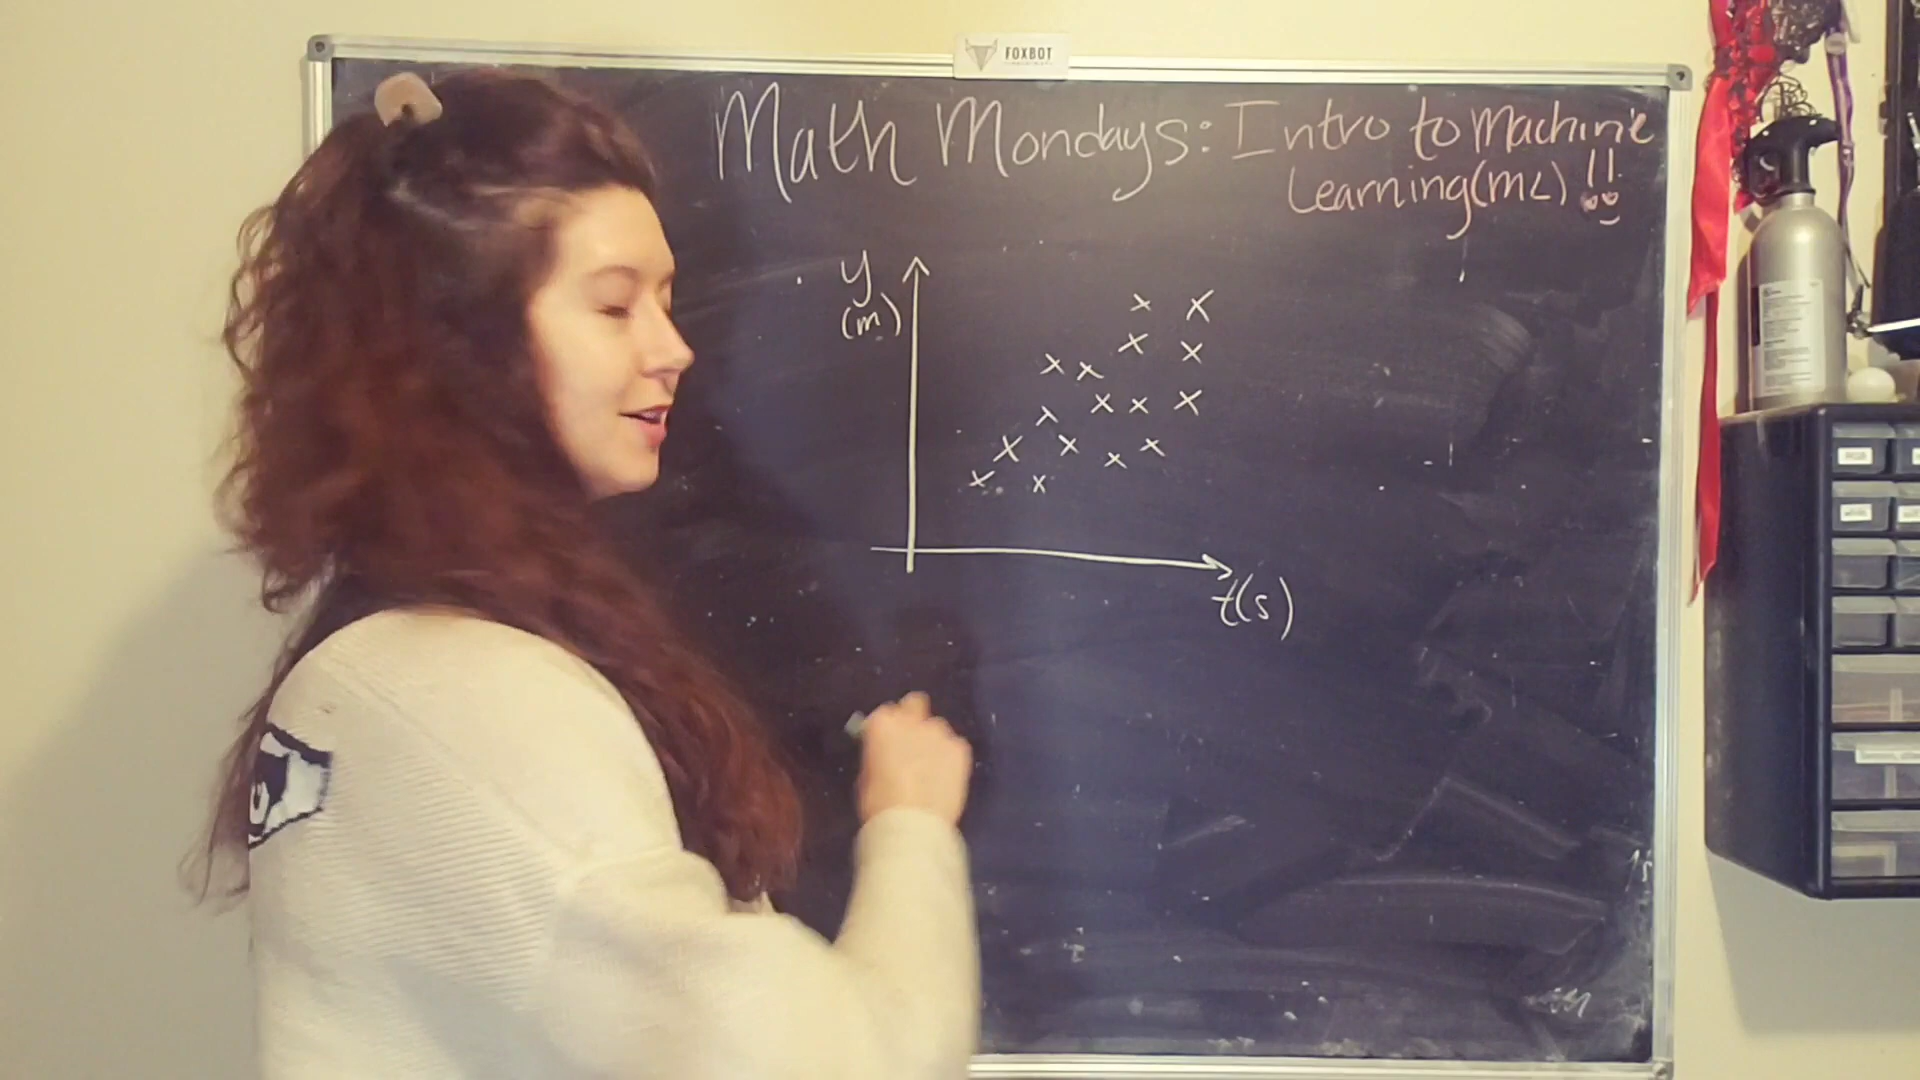 FOXBOT
Math Mondays: Intro to Machine
Learning(ML)!!
y
(m)
t(s)